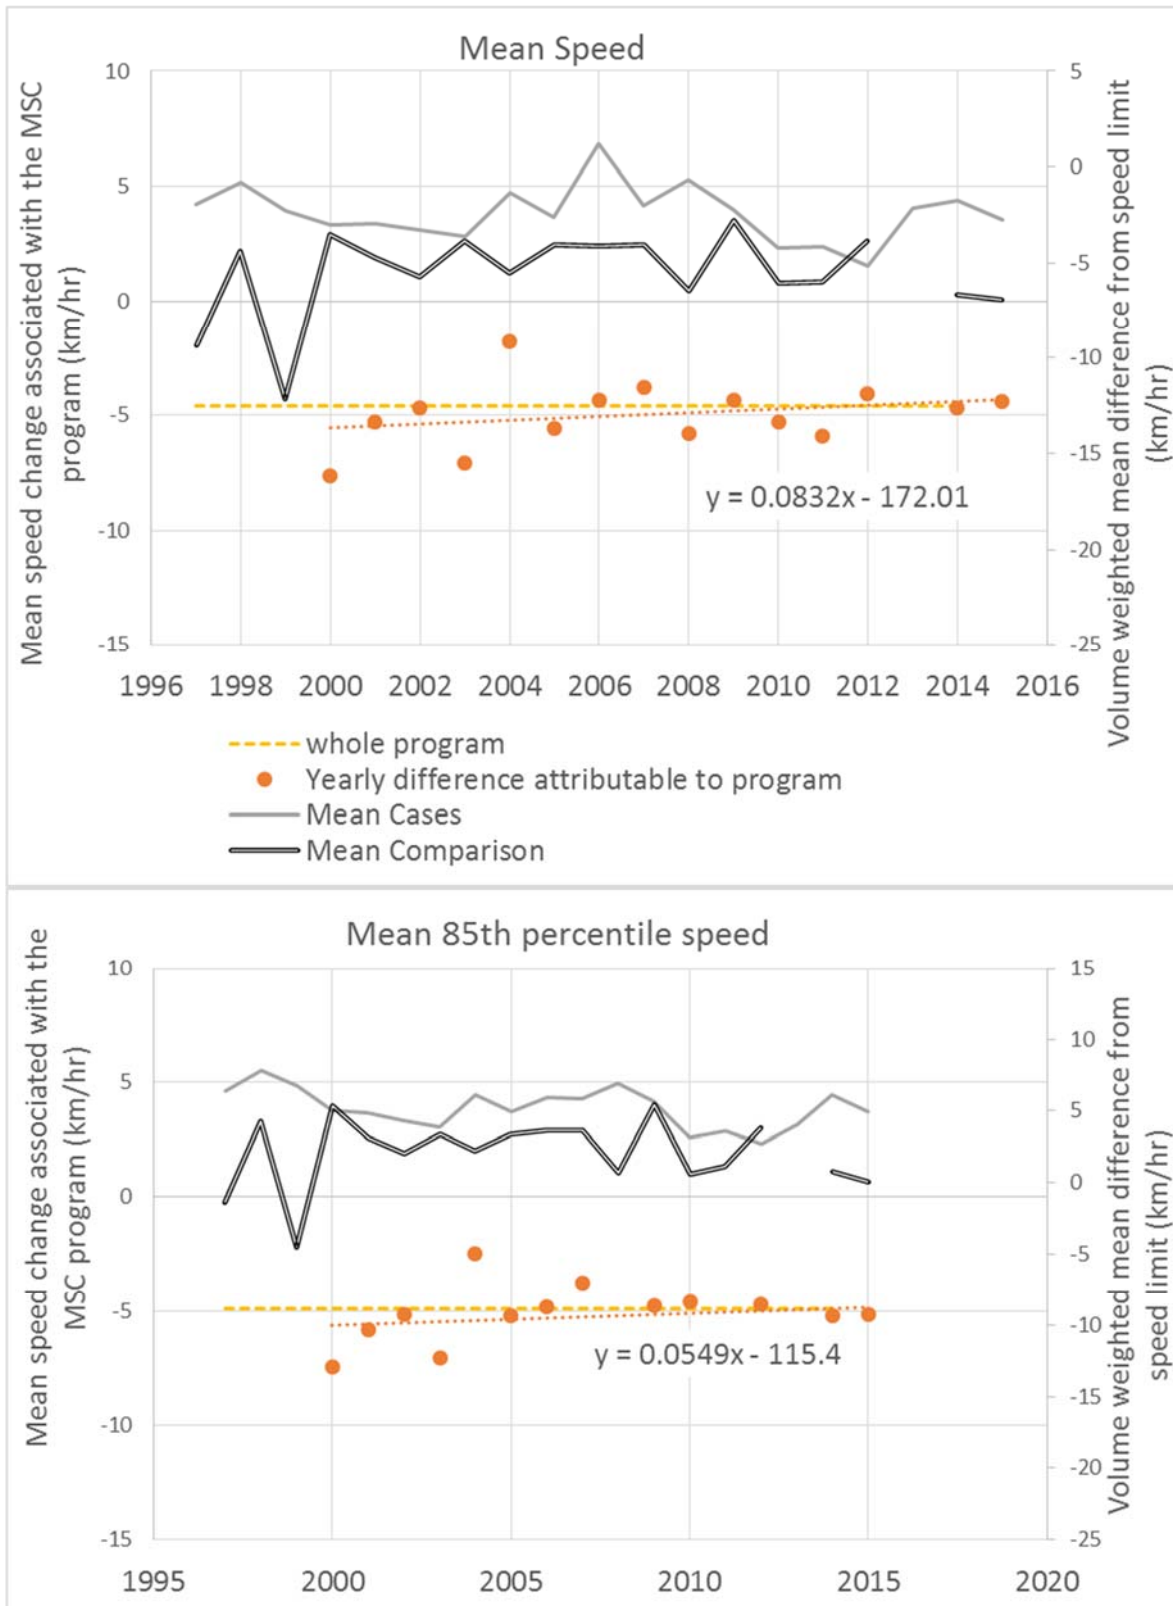 Mean Speed
Mean speed change associated with the MSC
program (km/hr)
10
5
0
-5
-10
-15
5
0
-5
-10
-15
-20
-25
Volume weighted mean difference from speed limit
(km/hr)
y = 0.0832x - 172.01
1996 1998 2000 2002 2004 2006 2008 2010 2012 2014 2016
whole program
Yearly difference attributable to program
Mean Cases
Mean Comparison
Mean 85th percentile speed
Mean speed change associated with the
MSC program (km/hr)
10
5
0
-5
-10
-15
15
10
5
0
-5
-10
-15
-20
-25
Volume weighted mean difference from
speed limit (km/hr)
y = 0.0549x - 115.4
1995 2000 2005 2010 2015 2020